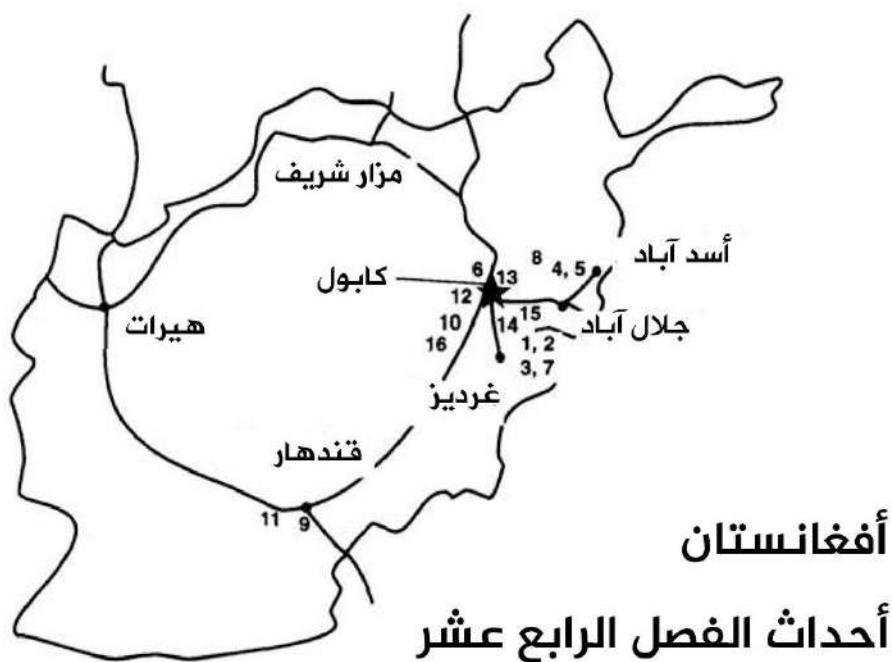 مزار شريف
أسد آباد
8
4, 5
كابول
6
13
12
جلال آباد
15
هيرات
10
14
16
1, 2
3, 7
غرديز
قندهار
11
9
أفغانستان
أحداث الفصل الرابع عشر